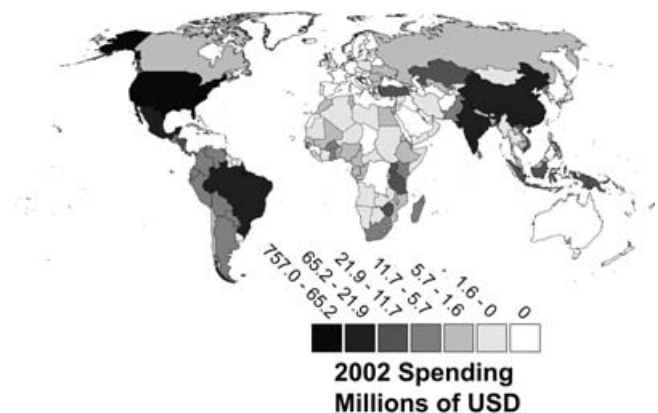 757.0 - 65.2
65.2 - 21.9
21.9 - 11.7
11.7 - 5.7
5.7 - 1.6
- 1.6 - 0
0
2002 Spending
Millions of USD